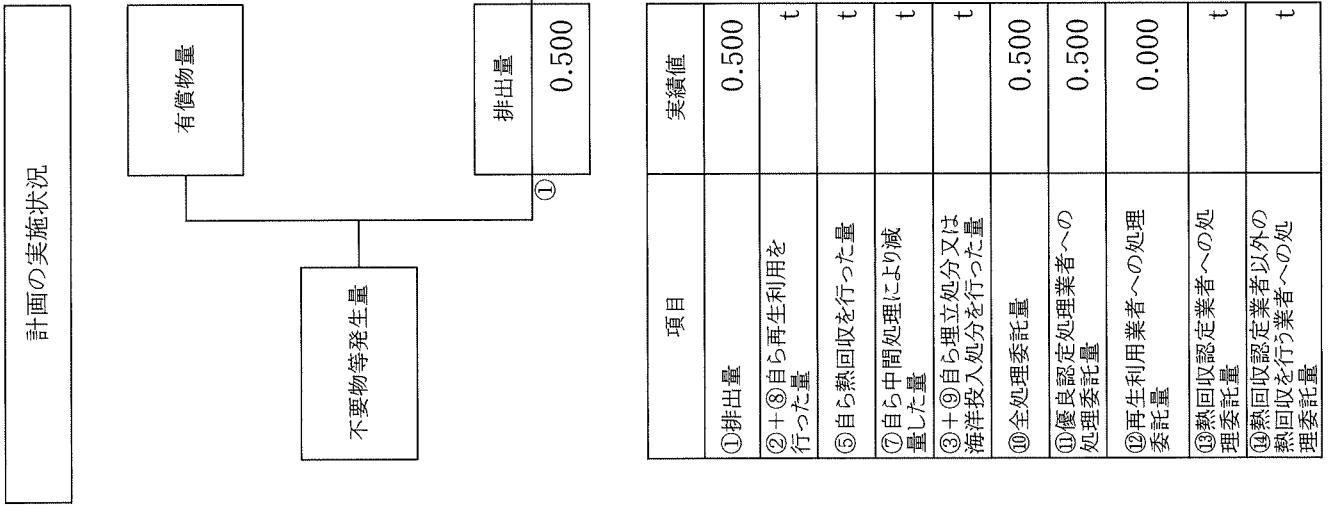 計画の実施状況
有償物量
不要物等発生量
排出量
①
0.500
項目
実績値
①排出量
0.500
②+⑧自ら再生利用を
行った量
t
⑤自ら熱回収を行った量
t
⑦自ら中間処理により減
量した量
t
③+⑨自ら埋立処分又は
海洋投入処分を行った量
t
⑩全処理委託量
0.500
⑪優良認定処理業者への
処理委託量
0.500
⑫再生利用業者への処理
委託量
0.000
⑬熱回収認定業者への処
理委託量
t
⑭熱回収認定業者以外の
熱回収を行う業者への処
理委託量
t